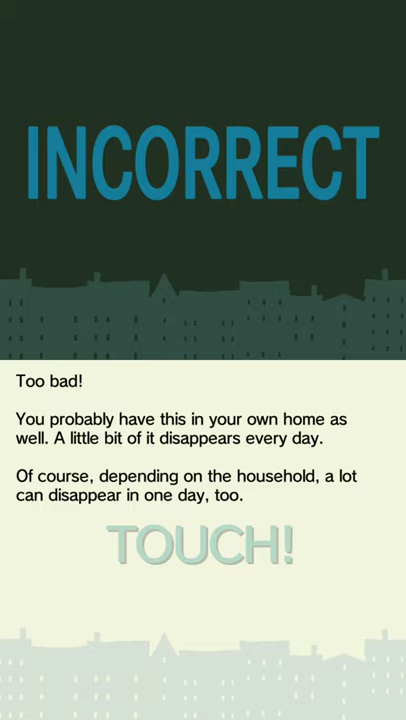 INCORRECT
Too bad!
You probably have this in your own home as
well. A little bit of it disappears every day.
Of course, depending on the household, a lot
can disappear in one day, too.
TOUCH!